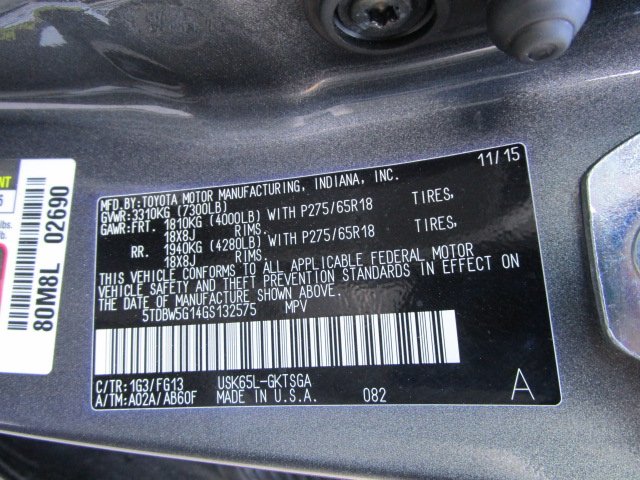 11/15
MFD.BY:TOYOTA MOTOR MANUFACTURING, INDIANA, INC.
GVWR:3310KG (7300LB)
GAWR:FRT. 1810KG (4000LB) WITH P275/65R18 TIRES,
18X8J RIMS.
RR. 1940KG (4280LB) WITH P275/65R18 TIRES,
18X8J RIMS.
THIS VEHICLE CONFORMS TO ALL APPLICABLE FEDERAL MOTOR
VEHICLE SAFETY AND THEFT PREVENTION STANDARDS IN EFFECT ON
THE DATE OF MANUFACTURE SHOWN ABOVE.
5TDBW5G14GS132575 MPV
C/TR:1G3/FG13 USK65L-GKTSGA
A/TM:A02A/AB60F MADE IN U.S.A. 082 A
80M8L 02690
lbs.